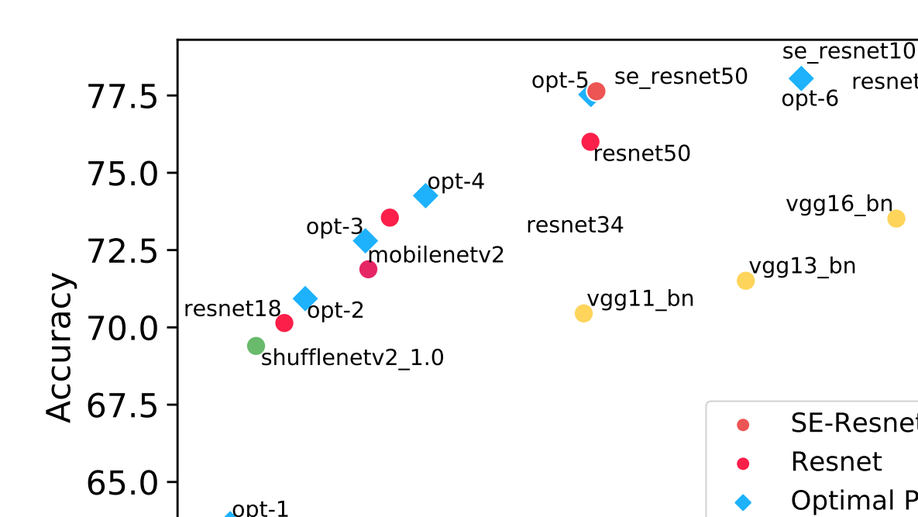 se_resnet10
77.5
opt-5
se_resnet50
resnet
opt-6
resnet50
75.0
opt-4
vgg16_bn
opt-3
resnet34
72.5
mobilenetv2
vgg13_bn
resnet18
opt-2
vgg11_bn
70.0
shufflenetv2_1.0
Accuracy
67.5
SE-Resnet
Resnet
65.0
Optimal P
opt-1